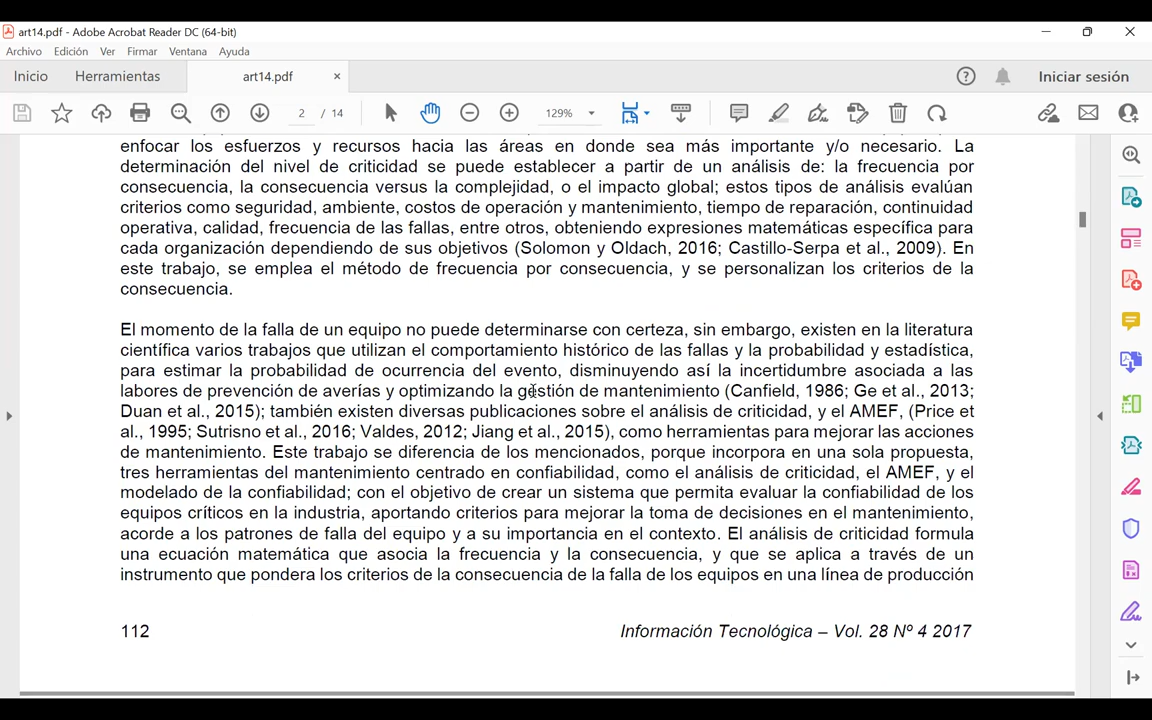 art14.pdf - Adobe Acrobat Reader DC (64-bit)
Archivo Edición Ver Firmar Ventana Ayuda
Inicio Herramientas art14.pdf × Iniciar sesión
2 / 14 129%
enfocar los esfuerzos y recursos hacia las áreas en donde sea más importante y/o necesario. La
determinación del nivel de criticidad se puede establecer a partir de un análisis de: la frecuencia por
consecuencia, la consecuencia versus la complejidad, o el impacto global; estos tipos de análisis evalúan
criterios como seguridad, ambiente, costos de operación y mantenimiento, tiempo de reparación, continuidad
operativa, calidad, frecuencia de las fallas, entre otros, obteniendo expresiones matemáticas específica para
cada organización dependiendo de sus objetivos (Solomon y Oldach, 2016; Castillo-Serpa et al., 2009). En
este trabajo, se emplea el método de frecuencia por consecuencia, y se personalizan los criterios de la
consecuencia.
El momento de la falla de un equipo no puede determinarse con certeza, sin embargo, existen en la literatura
científica varios trabajos que utilizan el comportamiento histórico de las fallas y la probabilidad y estadística,
para estimar la probabilidad de ocurrencia del evento, disminuyendo así la incertidumbre asociada a las
labores de prevención de averías y optimizando la gestión de mantenimiento (Canfield, 1986; Ge et al., 2013;
Duan et al., 2015); también existen diversas publicaciones sobre el análisis de criticidad, y el AMEF, (Price et
al., 1995; Sutrisno et al., 2016; Valdes, 2012; Jiang et al., 2015), como herramientas para mejorar las acciones
de mantenimiento. Este trabajo se diferencia de los mencionados, porque incorpora en una sola propuesta,
tres herramientas del mantenimiento centrado en confiabilidad, como el análisis de criticidad, el AMEF, y el
modelado de la confiabilidad; con el objetivo de crear un sistema que permita evaluar la confiabilidad de los
equipos críticos en la industria, aportando criterios para mejorar la toma de decisiones en el mantenimiento,
acorde a los patrones de falla del equipo y a su importancia en el contexto. El análisis de criticidad formula
una ecuación matemática que asocia la frecuencia y la consecuencia, y que se aplica a través de un
instrumento que pondera los criterios de la consecuencia de la falla de los equipos en una línea de producción
112 Información Tecnológica – Vol. 28 Nº 4 2017